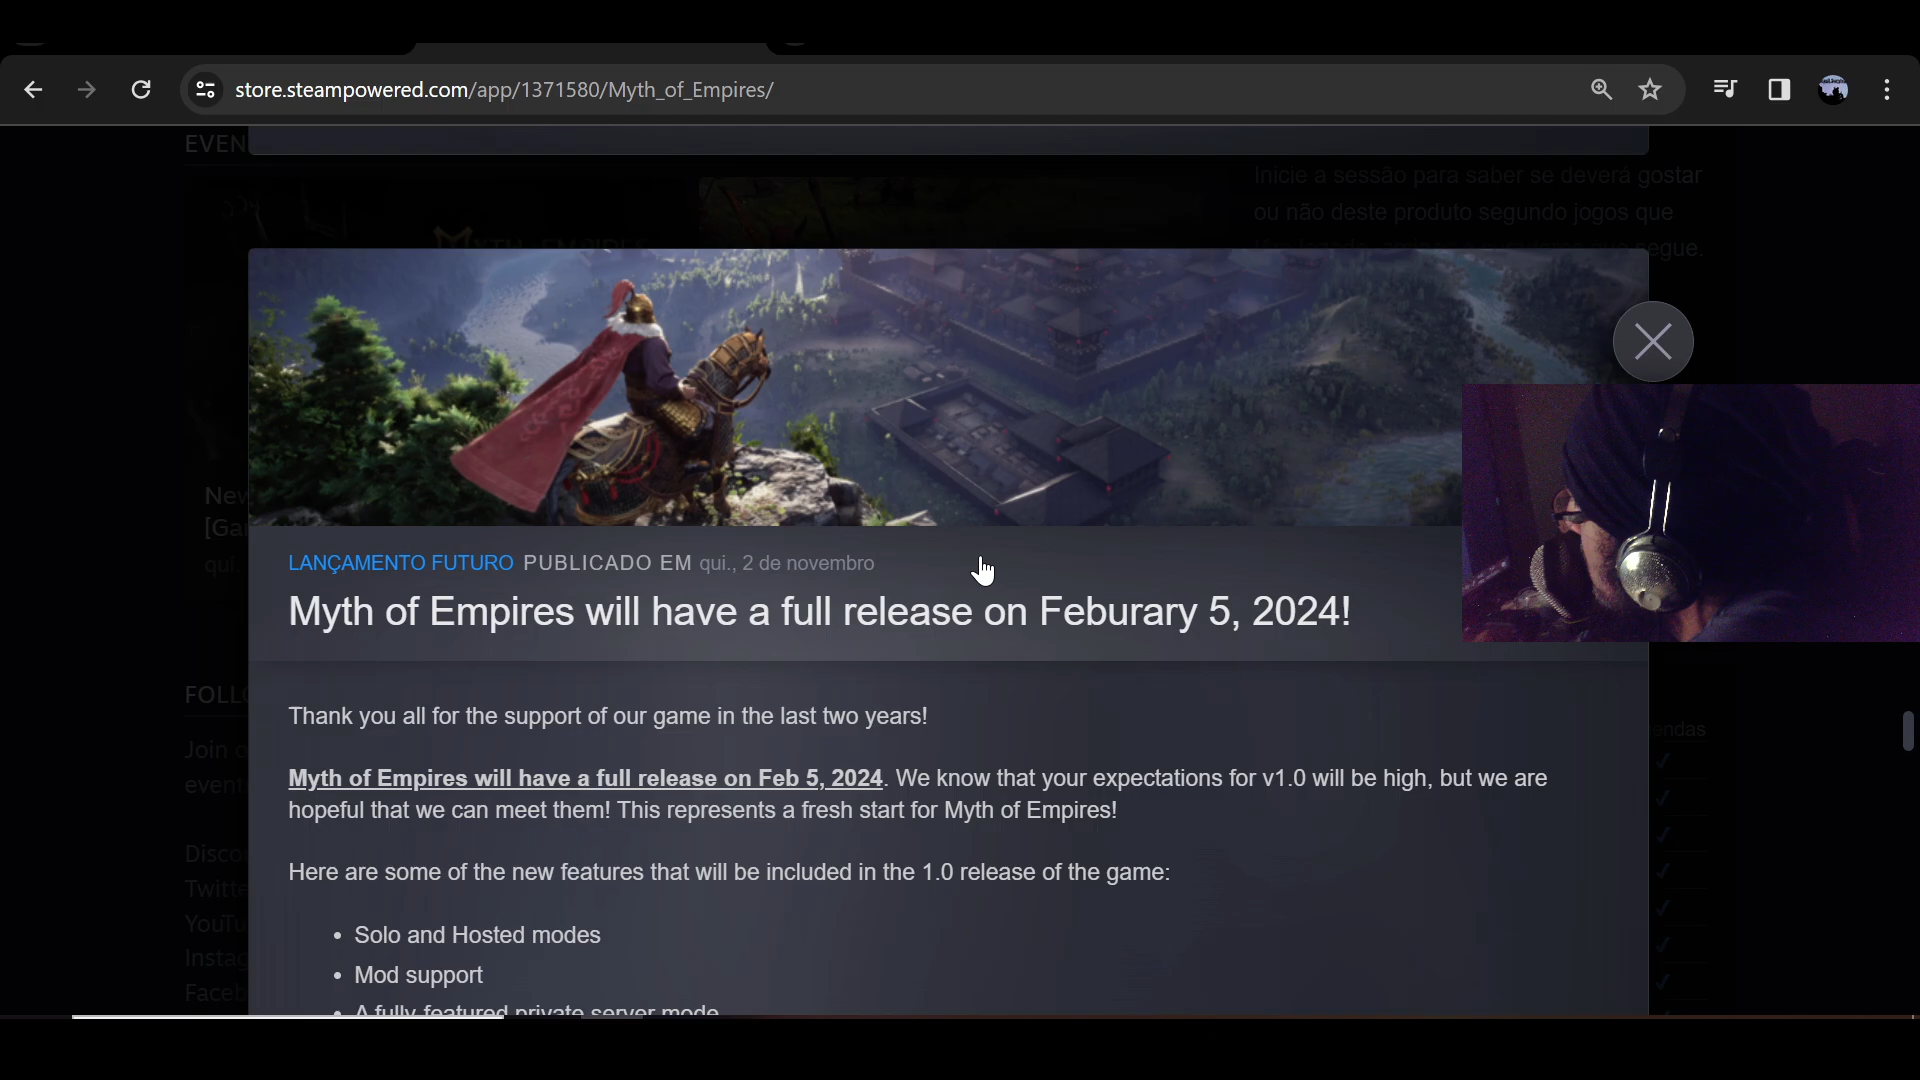 store.steampowered.com/app/1371580/Myth_of_Empires/
EVEN
Inicie a sessão para saber se deverá gostar
ou não deste produto segundo jogos que
segue.
LANÇAMENTO FUTURO PUBLICADO EM qui., 2 de novembro
Myth of Empires will have a full release on Feburary 5, 2024!
New
[Ga
qui.
Thank you all for the support of our game in the last two years!
Myth of Empires will have a full release on Feb 5, 2024. We know that your expectations for v1.0 will be high, but we are
hopeful that we can meet them! This represents a fresh start for Myth of Empires!
Here are some of the new features that will be included in the 1.0 release of the game:
• Solo and Hosted modes
• Mod support
• A fully featured private server mode
FOLL
Join
event
Disco
Twitte
YouTu
Instag
Faceb
endas